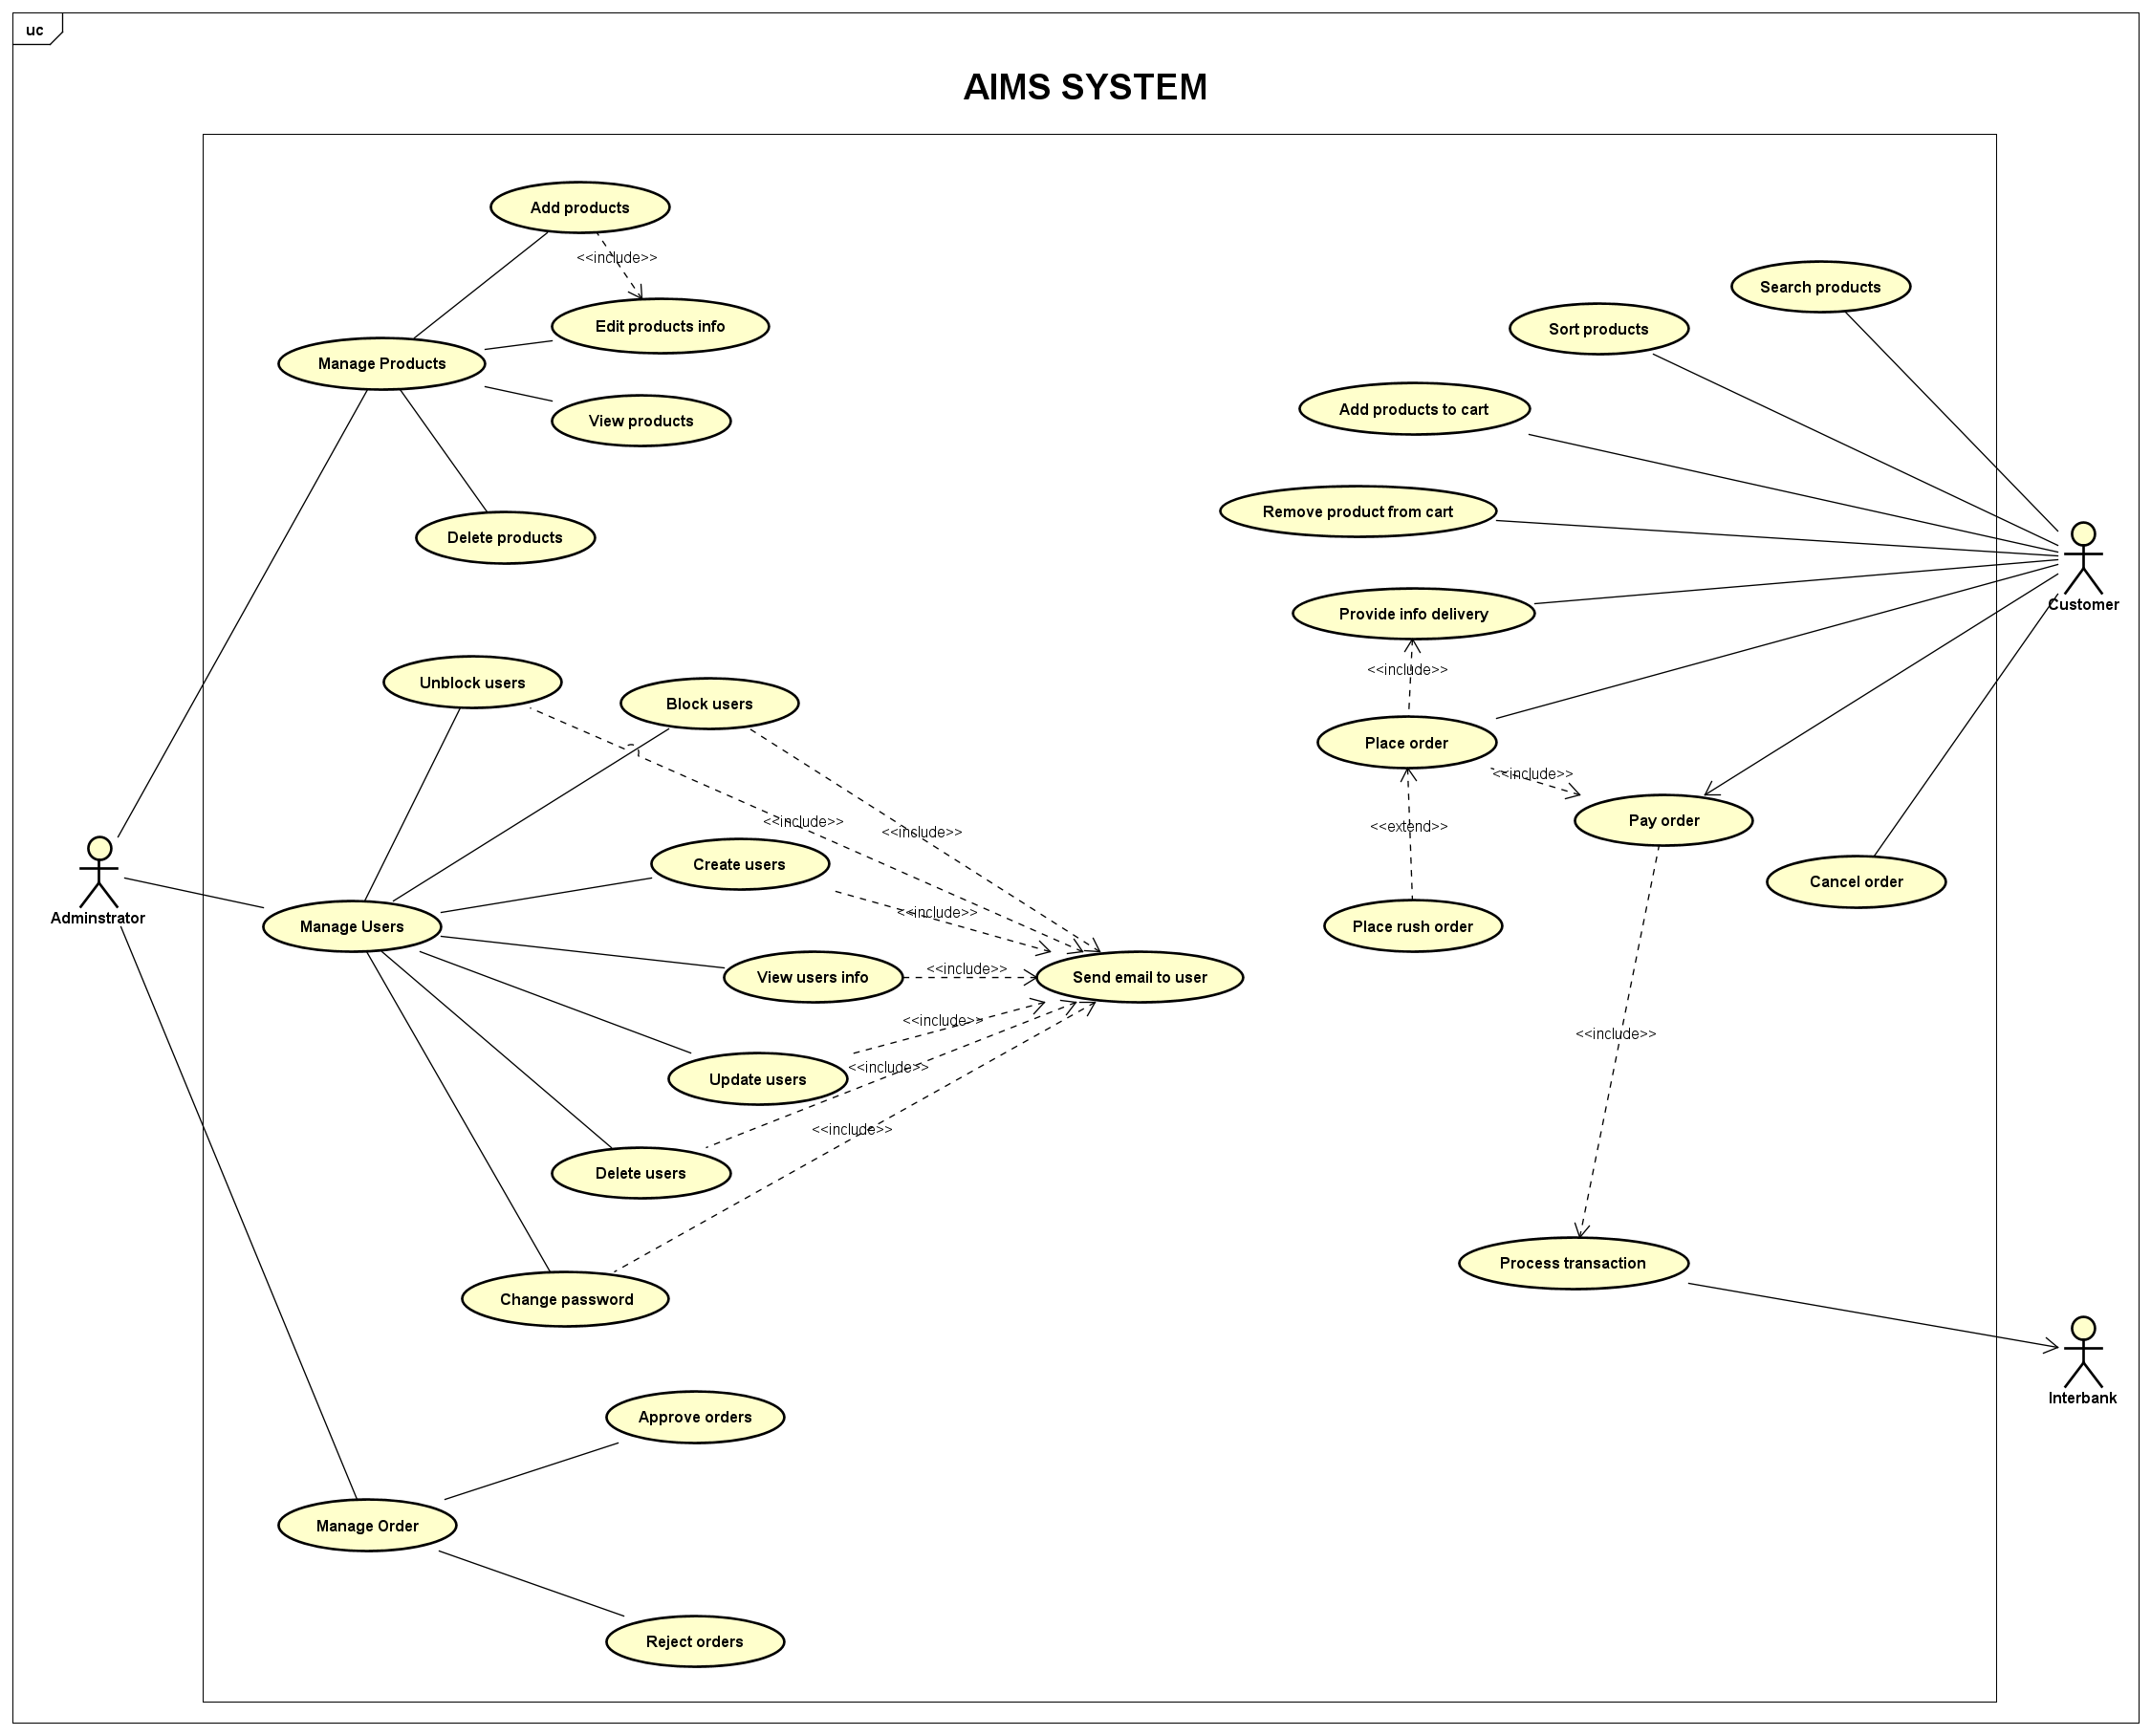 uc
AIMS SYSTEM
Add products
<<include>>
Edit products info
Manage Products
View products
Delete products
Search products
Sort products
Add products to cart
Remove product from cart
Provide info delivery
Customer
<<include>>
Place order
<<include>>
Pay order
<<extend>>
Cancel order
Place rush order
Unblock users
Block users
<<include>>
<<include>>
Create users
<<include>>
Adminstrator
Manage Users
View users info
<<include>>
Send email to user
<<include>>
Update users
<<include>>
<<include>>
Delete users
Change password
<<include>>
Process transaction
Interbank
Approve orders
Manage Order
Reject orders